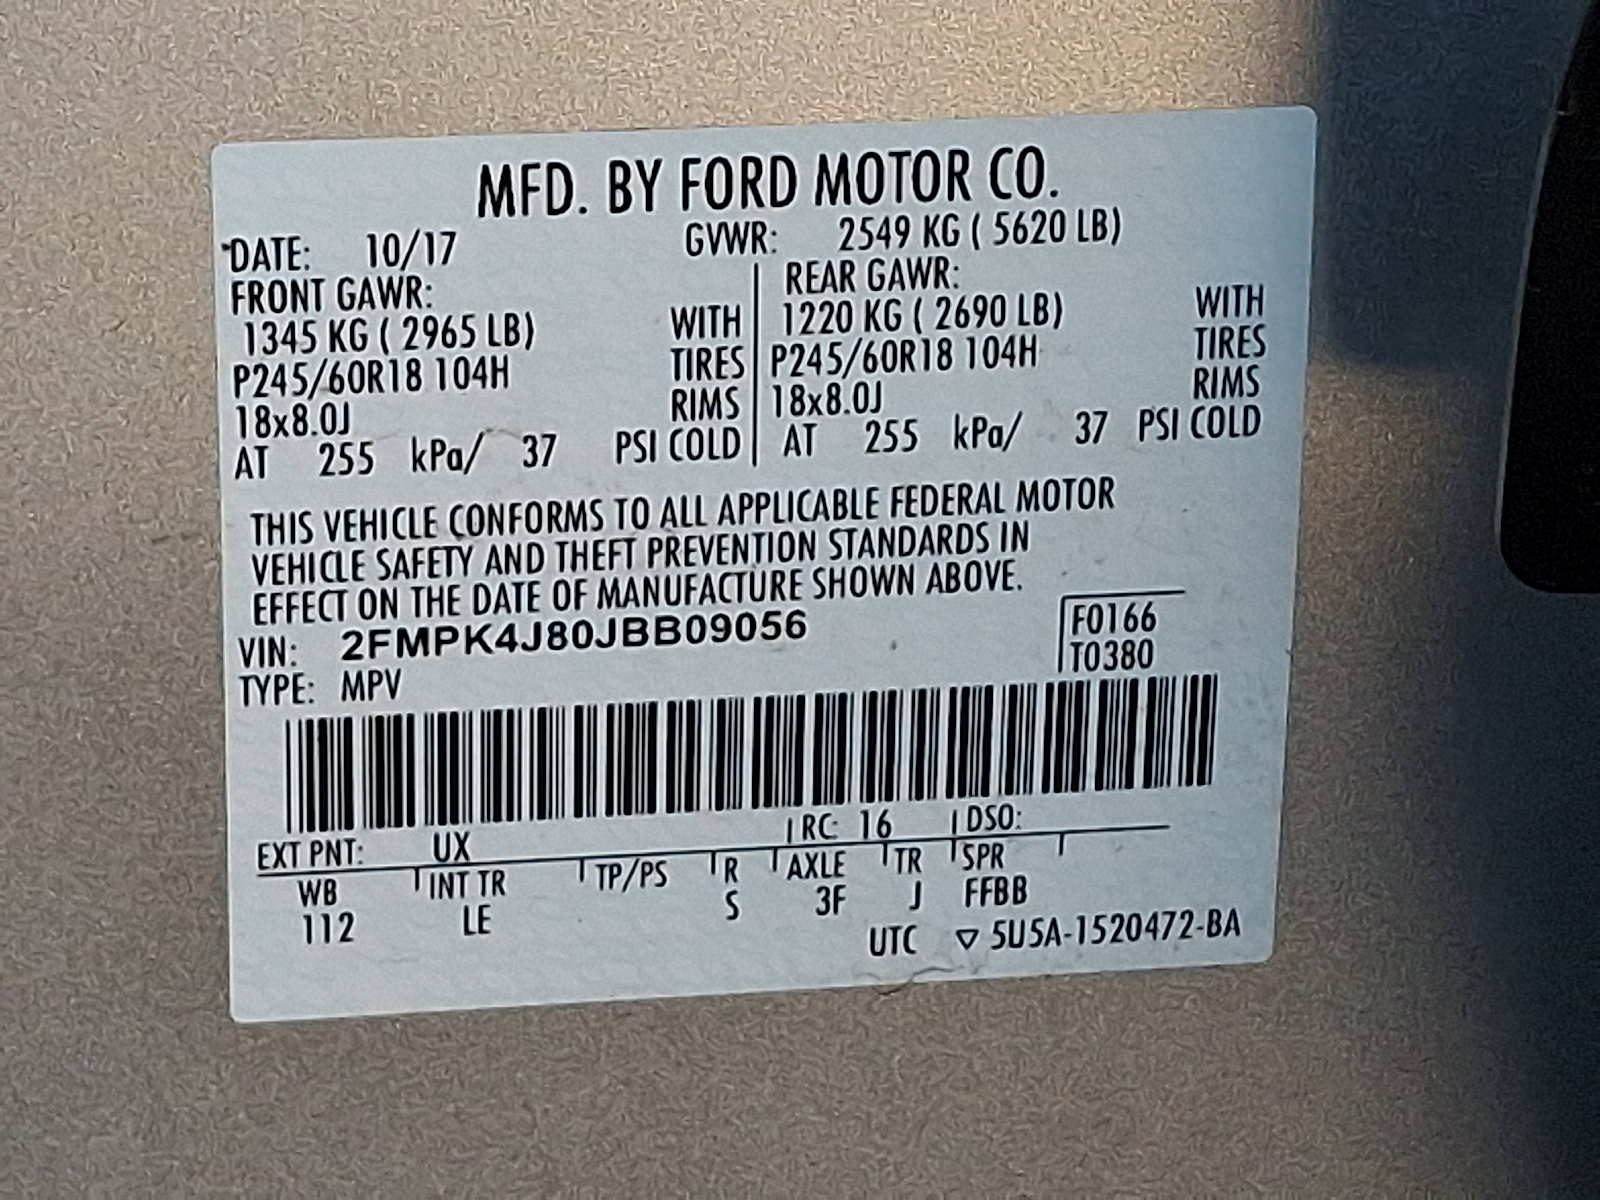 MFD. BY FORD MOTOR CO.
DATE: 10/17 GVWR: 2549 KG ( 5620 LB)
FRONT GAWR: REAR GAWR:
1345 KG ( 2965 LB) WITH 1220 KG ( 2690 LB) WITH
P245/60R18 104H TIRES P245/60R18 104H TIRES
18x8.0J RIMS 18x8.0J RIMS
AT 255 kPa/ 37 PSI COLD AT 255 kPa/ 37 PSI COLD
THIS VEHICLE CONFORMS TO ALL APPLICABLE FEDERAL MOTOR
VEHICLE SAFETY AND THEFT PREVENTION STANDARDS IN
EFFECT ON THE DATE OF MANUFACTURE SHOWN ABOVE.
VIN: 2FMPK4J80JBB09056 F0166
TYPE: MPV T0380
EXT PNT: UX RC: 16 DSO:
WB INT TR TP/PS R AXLE TR SPR
112 LE S 3F J FFBB
UTC ▽ 5U5A-1520472-BA